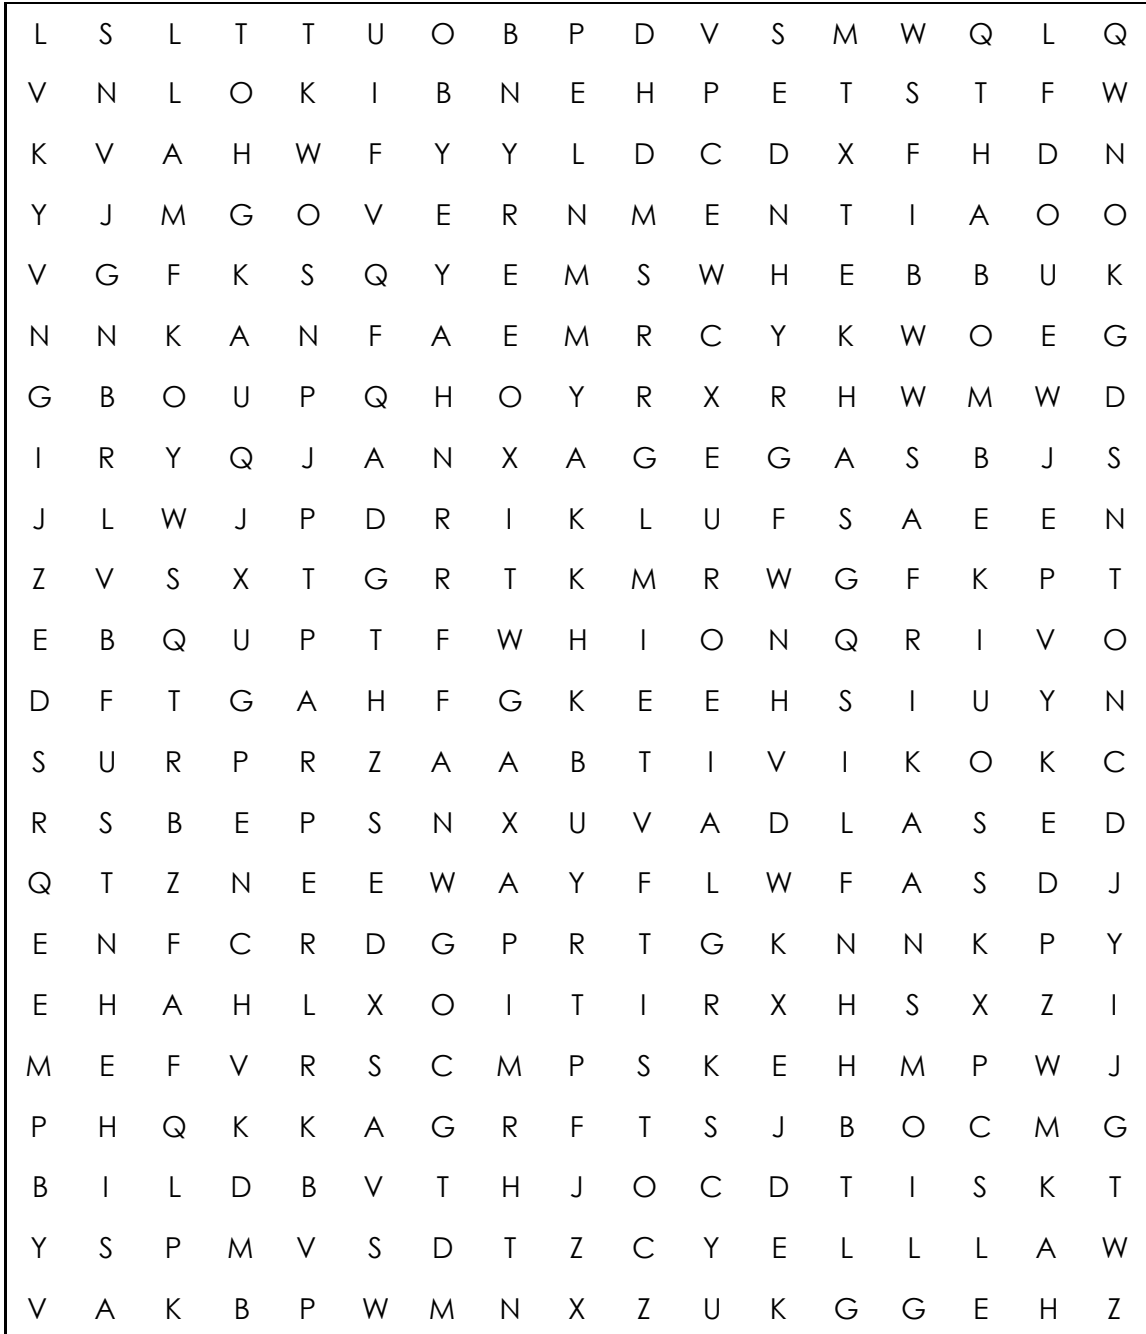 L S L T T U O B P D V S M W Q L Q
V N L O K I B N E H P E T S T F W
K V A H W F Y Y L D C D X F H D N
Y J M G O V E R N M E N T I A O O
V G F K S Q Y E M S W H E B B U K
N N K A N F A E M R C Y K W O E G
G B O U P Q H O Y R X R H W M W D
I R Y Q J A N X A G E G A S B J S
J L W J P D R I K L U F S A E E N
Z V S X T G R T K M R W G F K P T
E B Q U P T F W H I O N Q R I V O
D F T G A H F G K E E H S I U Y N
S U R P R Z A A B T I V I K O K C
R S B E P S N X U V A D L A S E D
Q T Z N E E W A Y F L W F A S D J
E N F C R D G P R T G K N N K P Y
E H A H L X O I T I R X H S X Z I
M E F V R S C M P S K E H M P W J
P H Q K K A G R F T S J B O C M G
B I L D B V T H J O C D T I S K T
Y S P M V S D T Z C Y E L L L A W
V A K B P W M N X Z U K G G E H Z